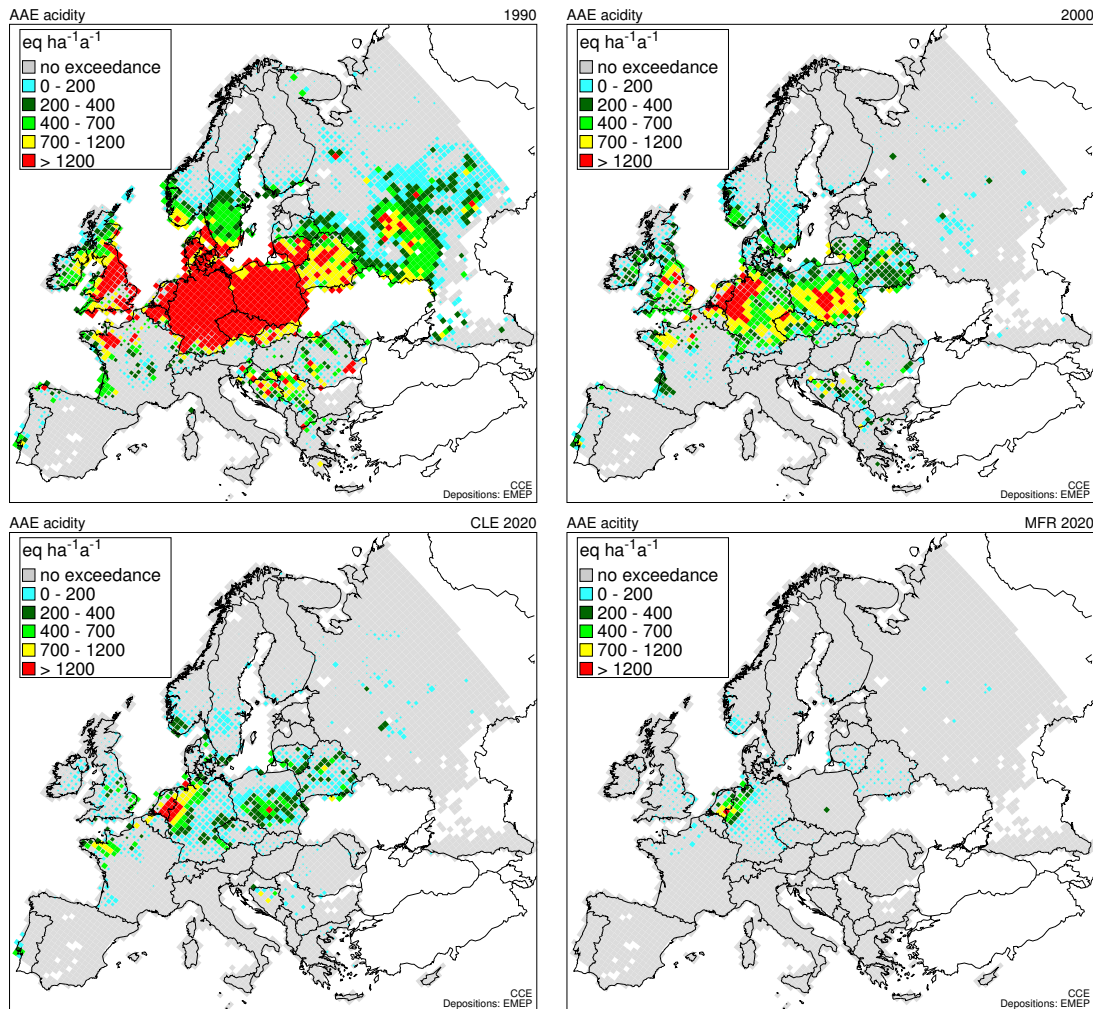 AAE acidity 1990
eq ha⁻¹a⁻¹
no exceedance
0 - 200
200 - 400
400 - 700
700 - 1200
> 1200
CCE
Depositions: EMEP
AAE acidity 2000
eq ha⁻¹a⁻¹
no exceedance
0 - 200
200 - 400
400 - 700
700 - 1200
> 1200
CCE
Depositions: EMEP
AAE acidity CLE 2020
eq ha⁻¹a⁻¹
no exceedance
0 - 200
200 - 400
400 - 700
700 - 1200
> 1200
CCE
Depositions: EMEP
AAE acitity MFR 2020
eq ha⁻¹a⁻¹
no exceedance
0 - 200
200 - 400
400 - 700
700 - 1200
> 1200
CCE
Depositions: EMEP